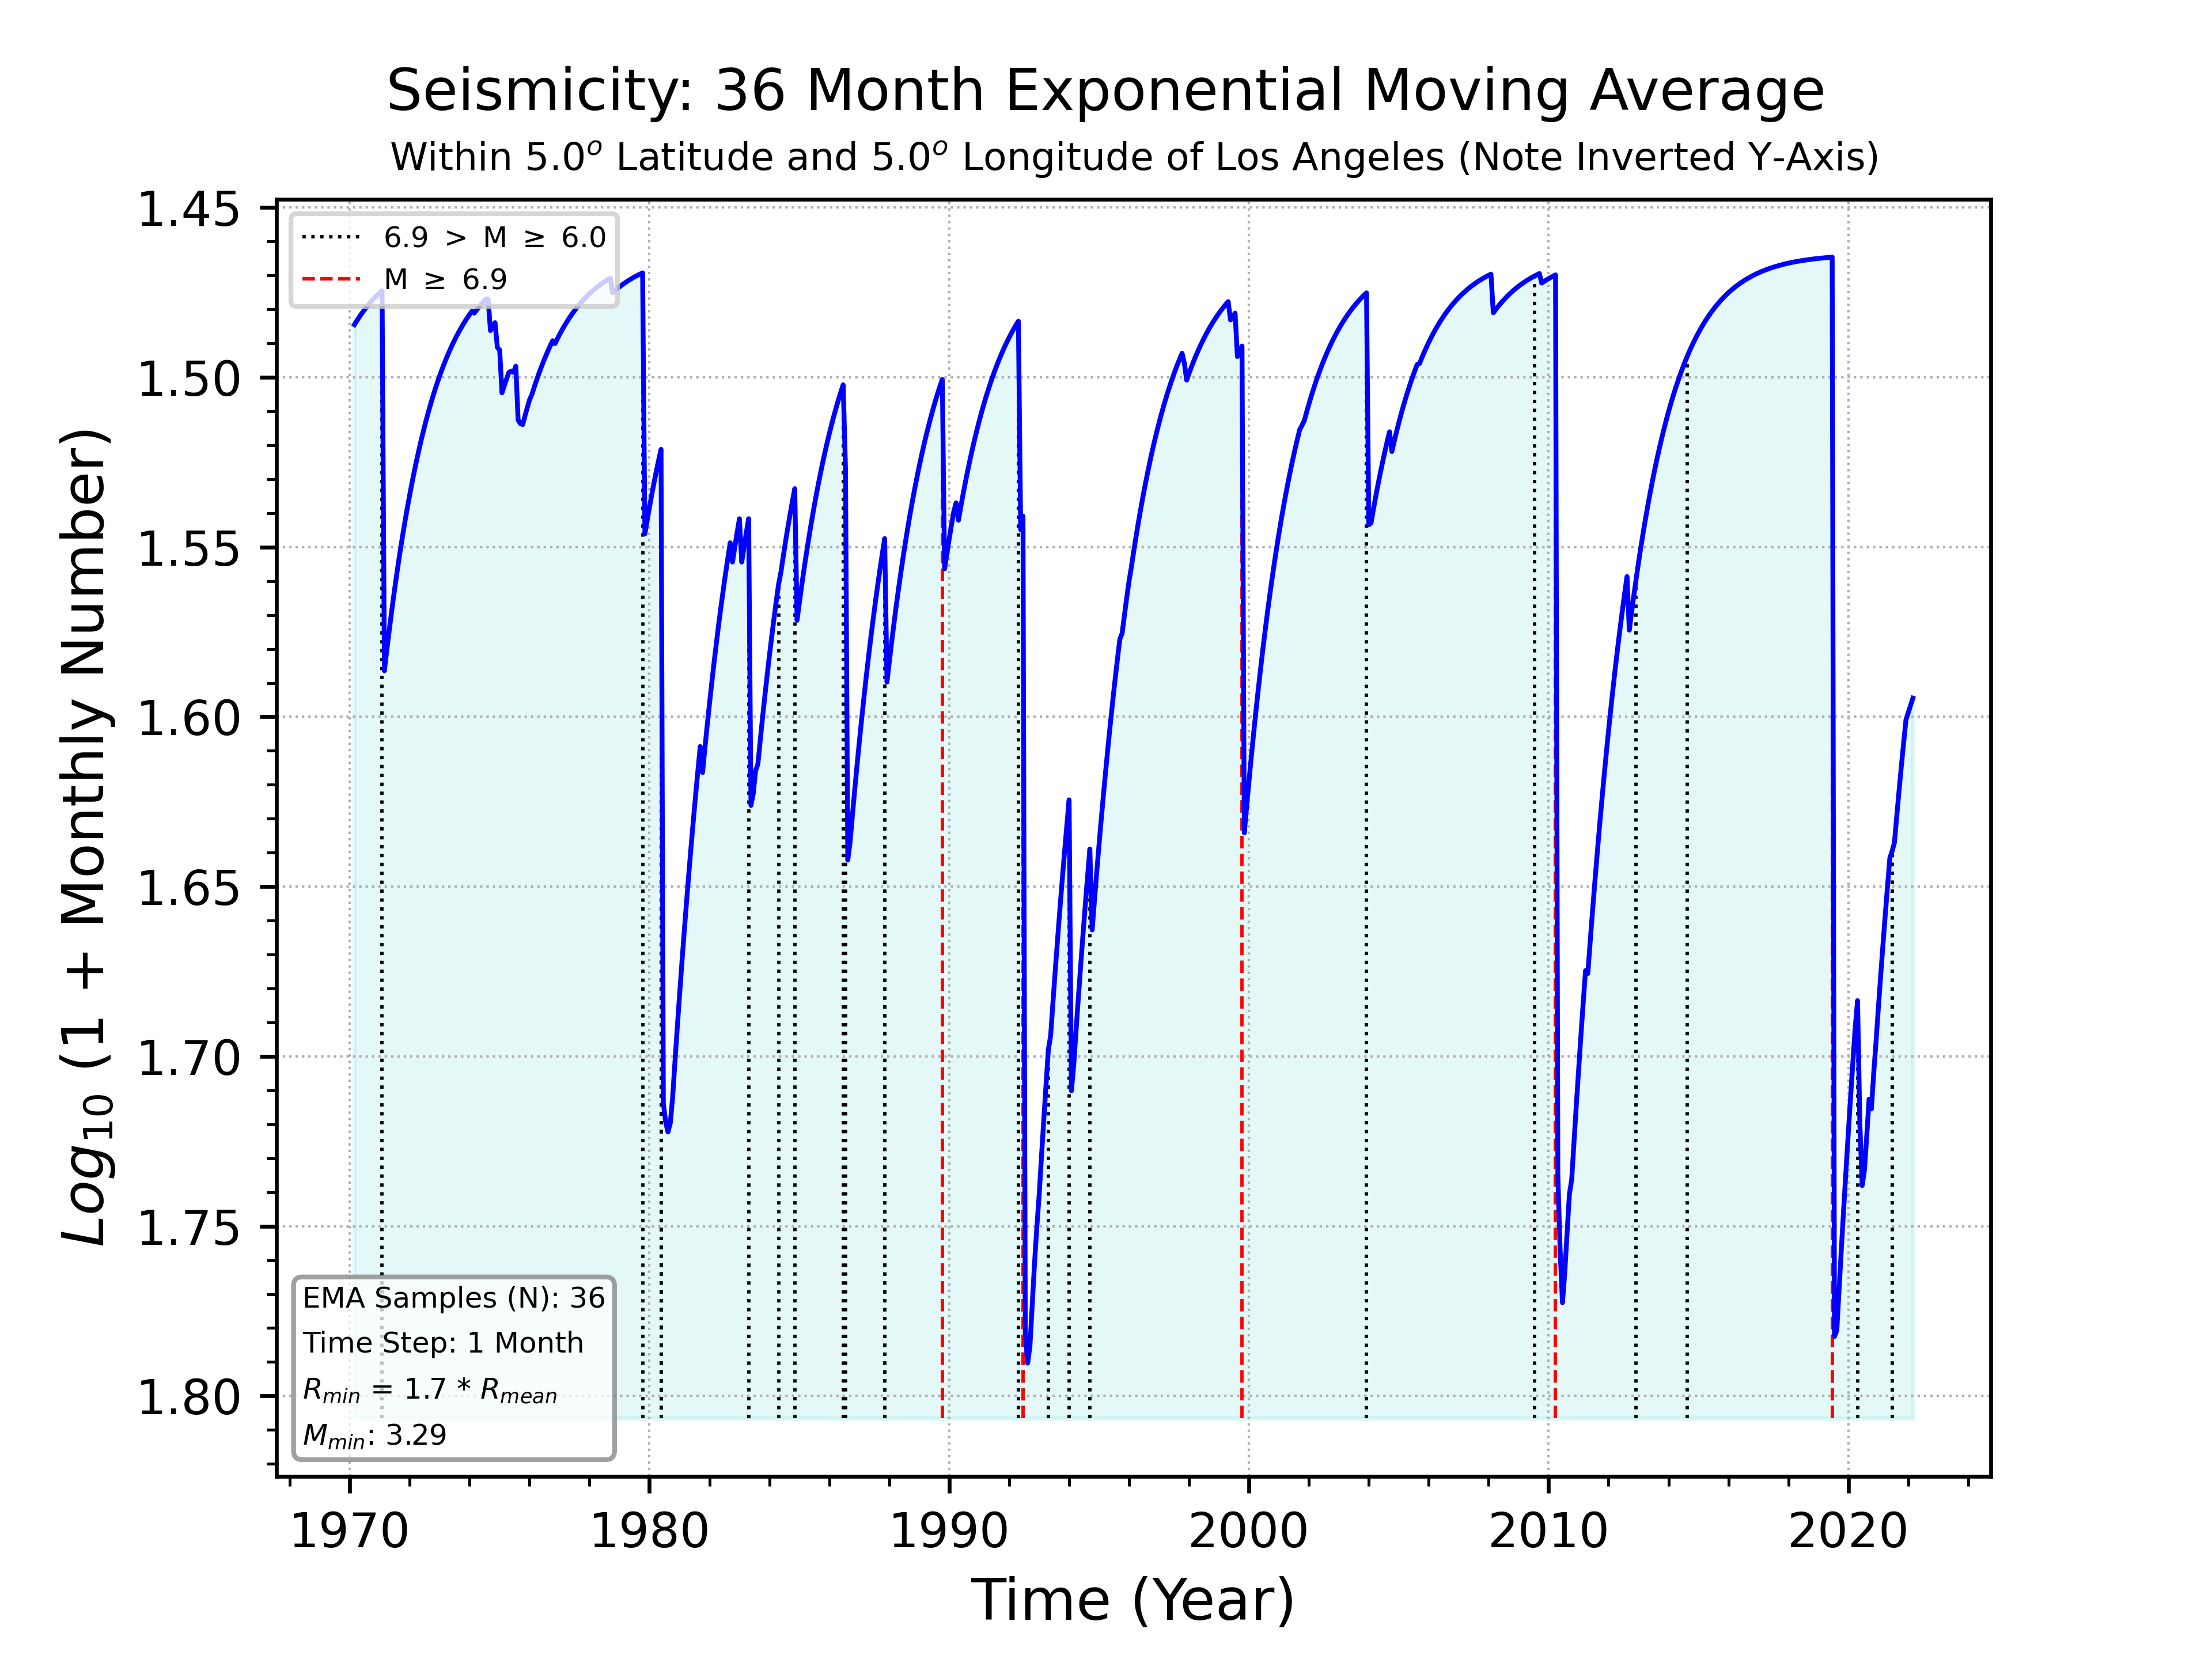 Seismicity: 36 Month Exponential Moving Average
Within 5.0° Latitude and 5.0° Longitude of Los Angeles (Note Inverted Y-Axis)
6.9 > M ≥ 6.0
M ≥ 6.9
1.45
1.50
1.55
1.60
1.65
1.70
1.75
1.80
Log₁₀ (1 + Monthly Number)
EMA Samples (N): 36
Time Step: 1 Month
Rmin = 1.7 * Rmean
Mmin: 3.29
1970 1980 1990 2000 2010 2020
Time (Year)